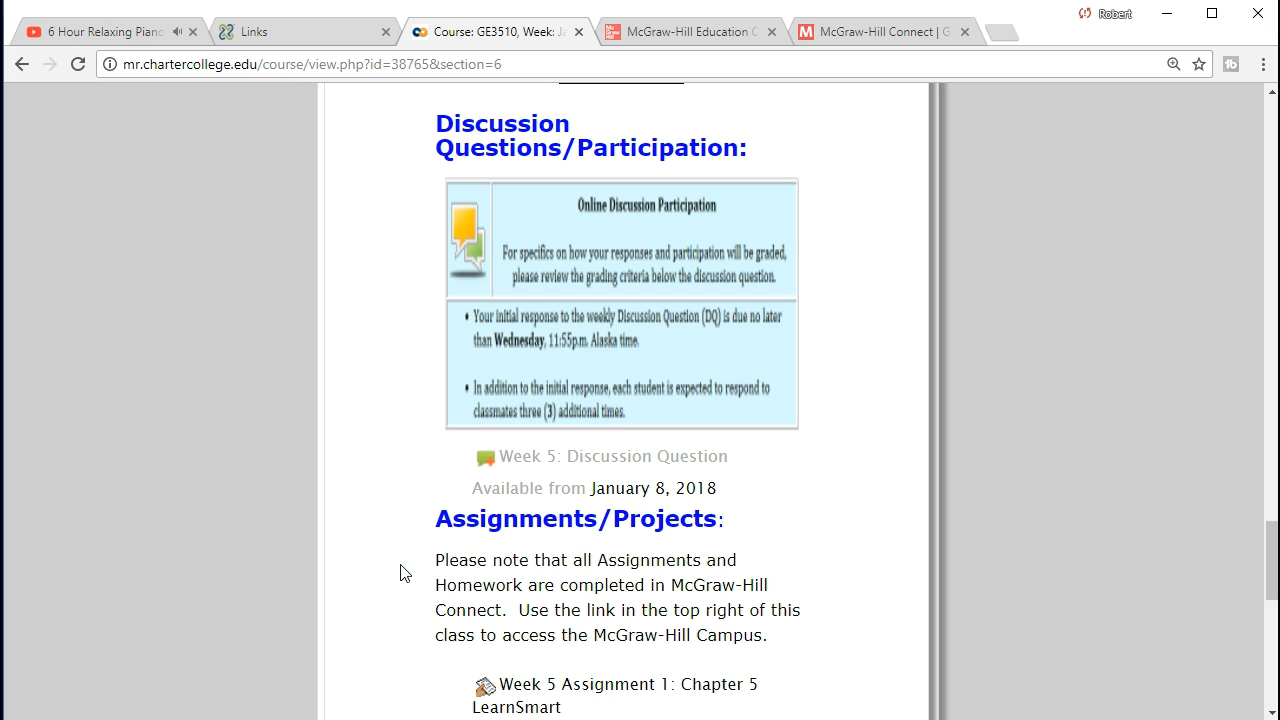 Robert
6 Hour Relaxing Pianc
Links
Course: GE3510, Week: Ja
McGraw-Hill Education C
McGraw-Hill Connect | G
mr.chartercollege.edu/course/view.php?id=38765&section=6
Discussion
Questions/Participation:
Online Discussion Participation
For specifics on how your responses and participation will be graded,
please review the grading criteria below the discussion question.
• Your initial response to the weekly Discussion Question (DQ) is due no later
than Wednesday, 11:55p.m. Alaska time.
• In addition to the initial response, each student is expected to respond to
classmates three (3) additional times.
Week 5: Discussion Question
Available from January 8, 2018
Assignments/Projects:
Please note that all Assignments and
Homework are completed in McGraw-Hill
Connect. Use the link in the top right of this
class to access the McGraw-Hill Campus.
Week 5 Assignment 1: Chapter 5
LearnSmart